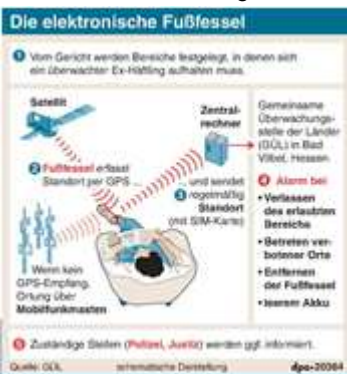 Die elektronische Fußfessel
1 Vom Gericht werden Bereiche festgelegt, in denen sich
ein überwachter Ex-Häftling aufhalten muss.
Satellit
2 Fußfessel erfasst
Standort per GPS ...
Wenn kein
GPS-Empfang,
Ortung über
Mobilfunkmasten
Zentral-
rechner
... und sendet
3 regelmäßig
Standort
(mit SIM-Karte)
Gemeinsame
Überwachungs-
stelle der Länder
(GÜL) in Bad
Vilbel, Hessen
4 Alarm bei
• Verlassen
des erlaubten
Bereichs
• Betreten ver-
botener Orte
• Entfernen
der Fußfessel
• leerem Akku
5 Zuständige Stellen (Polizei, Justiz) werden ggf. informiert.
Quelle: GÜL
schematische Darstellung
dpa•20364